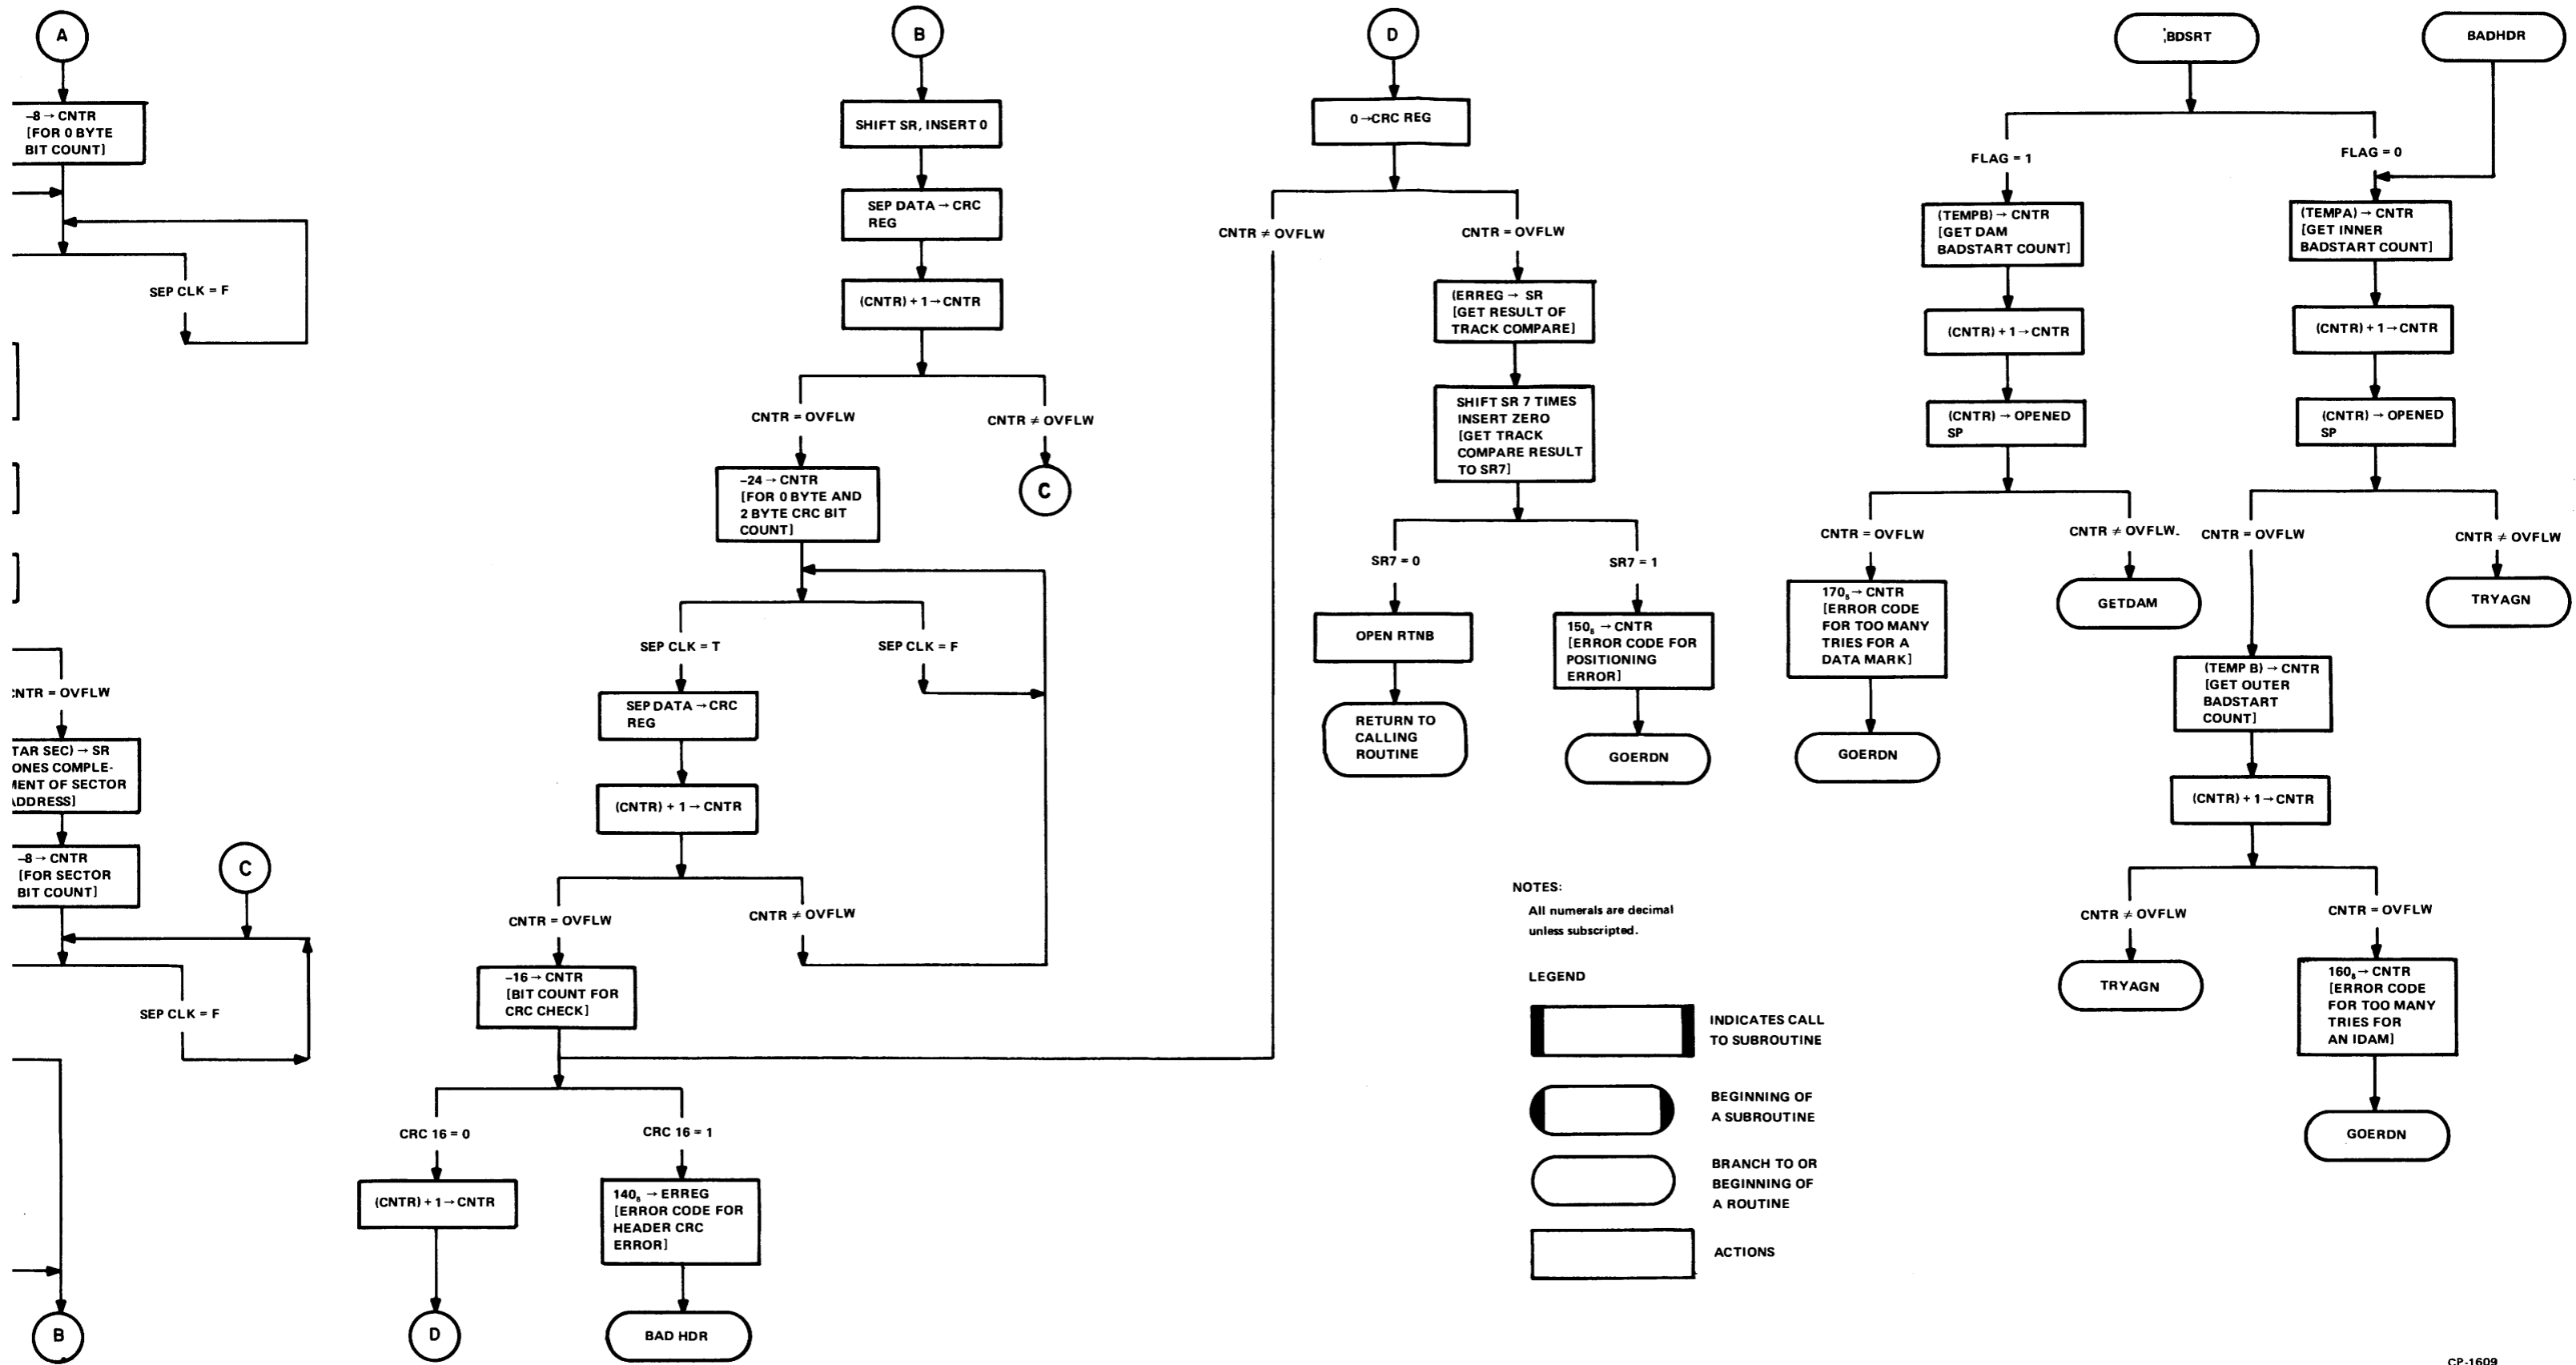 A
–8 → CNTR
[FOR 0 BYTE
BIT COUNT]
SEP CLK = F
CNTR = OVFLW
TAR SEC) → SR
ONES COMPLE-
MENT OF SECTOR
ADDRESS]
–8 → CNTR
[FOR SECTOR
BIT COUNT]
C
SEP CLK = F
B
B
SHIFT SR, INSERT 0
SEP DATA → CRC
REG
(CNTR) + 1 → CNTR
CNTR = OVFLW
CNTR ≠ OVFLW
C
–24 → CNTR
[FOR 0 BYTE AND
2 BYTE CRC BIT
COUNT]
SEP CLK = T
SEP CLK = F
SEP DATA → CRC
REG
(CNTR) + 1 → CNTR
CNTR = OVFLW
CNTR ≠ OVFLW
–16 → CNTR
[BIT COUNT FOR
CRC CHECK]
CRC 16 = 0
CRC 16 = 1
(CNTR) + 1 → CNTR
140₈ → ERREG
[ERROR CODE FOR
HEADER CRC
ERROR]
D
BAD HDR
D
0 → CRC REG
CNTR ≠ OVFLW
CNTR = OVFLW
(ERREG → SR
[GET RESULT OF
TRACK COMPARE]
SHIFT SR 7 TIMES
INSERT ZERO
[GET TRACK
COMPARE RESULT
TO SR7]
SR7 = 0
SR7 = 1
OPEN RTNB
150₈ → CNTR
[ERROR CODE FOR
POSITIONING
ERROR]
RETURN TO
CALLING
ROUTINE
GOERDN
BDSRT
BADHDR
FLAG = 1
FLAG = 0
(TEMPB) → CNTR
[GET DAM
BADSTART COUNT]
(TEMPA) → CNTR
[GET INNER
BADSTART COUNT]
(CNTR) + 1 → CNTR
(CNTR) + 1 → CNTR
(CNTR) → OPENED
SP
(CNTR) → OPENED
SP
CNTR = OVFLW
CNTR ≠ OVFLW
CNTR = OVFLW
CNTR ≠ OVFLW
170₈ → CNTR
[ERROR CODE
FOR TOO MANY
TRIES FOR A
DATA MARK]
GETDAM
TRYAGN
GOERDN
(TEMP B) → CNTR
[GET OUTER
BADSTART
COUNT]
(CNTR) + 1 → CNTR
CNTR ≠ OVFLW
CNTR = OVFLW
TRYAGN
160₈ → CNTR
[ERROR CODE
FOR TOO MANY
TRIES FOR
AN IDAM]
GOERDN
NOTES:
All numerals are decimal
unless subscripted.
LEGEND
INDICATES CALL
TO SUBROUTINE
BEGINNING OF
A SUBROUTINE
BRANCH TO OR
BEGINNING OF
A ROUTINE
ACTIONS
CP-1609